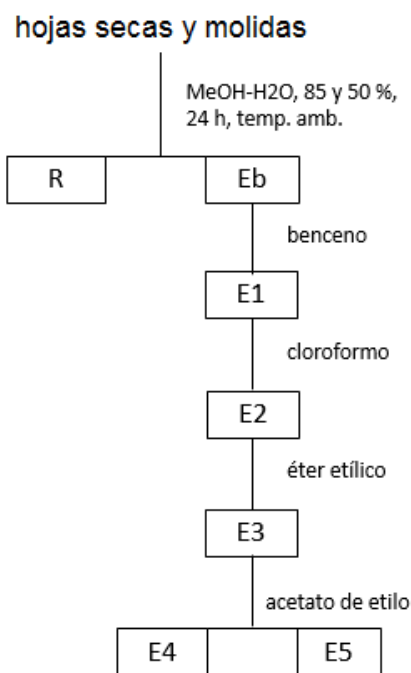 hojas secas y molidas
MeOH-H2O, 85 y 50 %,
24 h, temp. amb.
R
Eb
benceno
E1
cloroformo
E2
éter etílico
E3
acetato de etilo
E4
E5